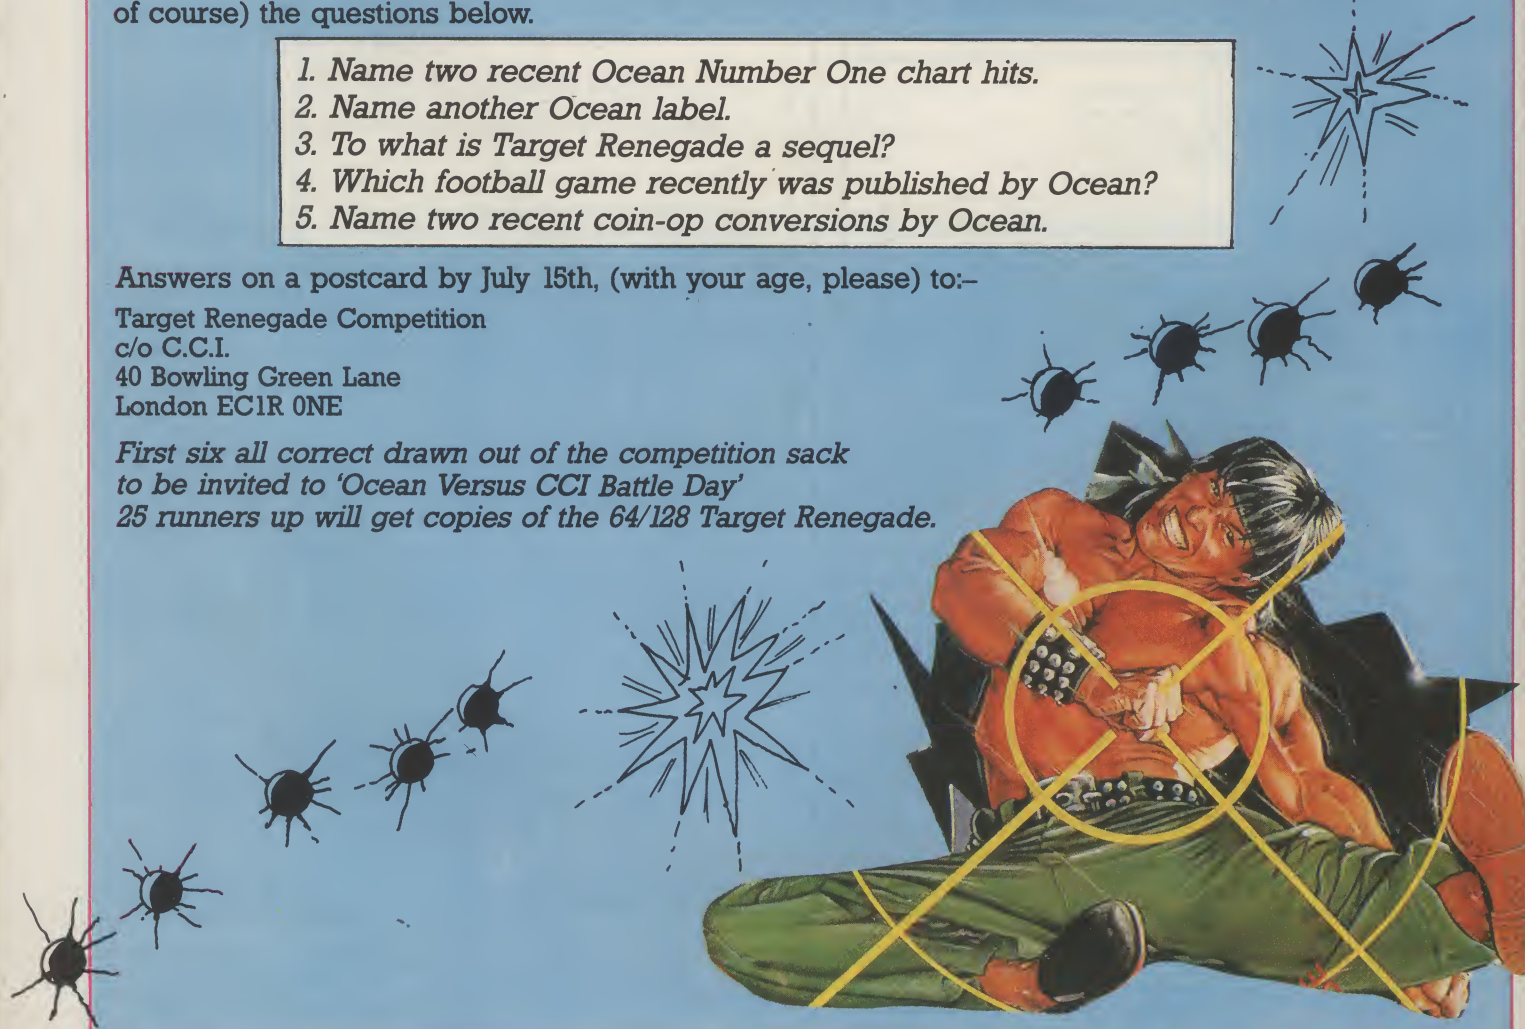 of course) the questions below.
1. Name two recent Ocean Number One chart hits.
2. Name another Ocean label.
3. To what is Target Renegade a sequel?
4. Which football game recently was published by Ocean?
5. Name two recent coin-op conversions by Ocean.
Answers on a postcard by July 15th, (with your age, please) to:–
Target Renegade Competition
c/o C.C.I.
40 Bowling Green Lane
London EC1R 0NE
First six all correct drawn out of the competition sack
to be invited to ‘Ocean Versus CCI Battle Day’
25 runners up will get copies of the 64/128 Target Renegade.